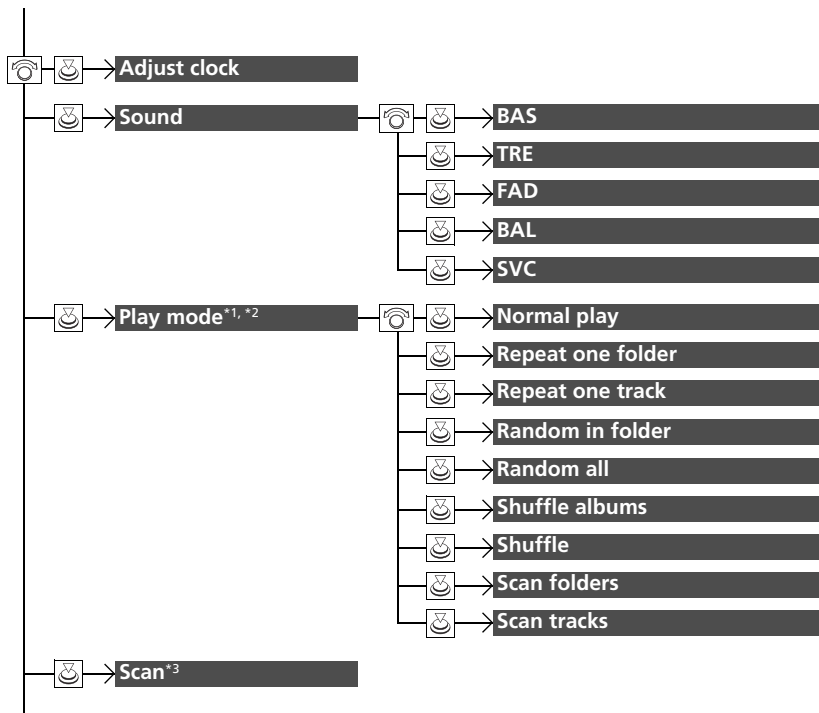 Adjust clock
Sound
BAS
TRE
FAD
BAL
SVC
Play mode*1, *2
Normal play
Repeat one folder
Repeat one track
Random in folder
Random all
Shuffle albums
Shuffle
Scan folders
Scan tracks
Scan*3